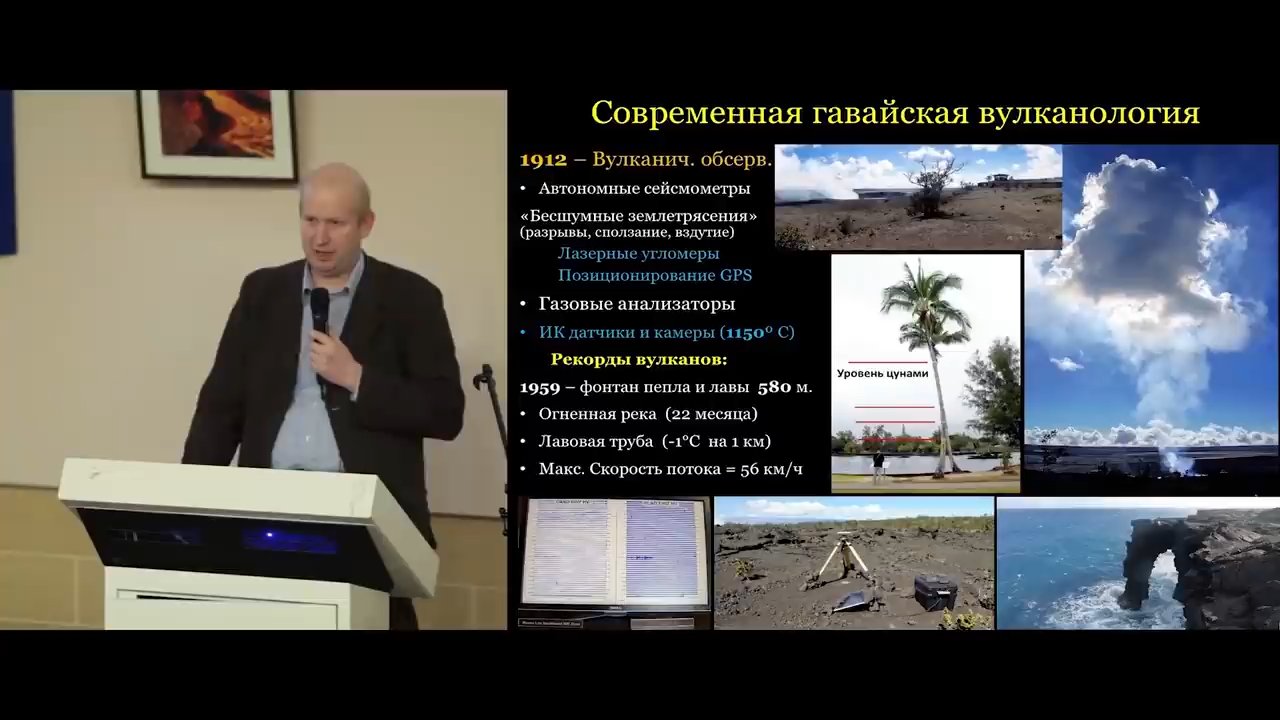 Современная гавайская вулканология
1912 – Вулканич. обсерв.
• Автономные сейсмометры
«Бесшумные землетрясения»
(разрывы, сползание, вздутие)
Лазерные угломеры
Позиционирование GPS
• Газовые анализаторы
• ИК датчики и камеры (1150º C)
Рекорды вулканов:
1959 – фонтан пепла и лавы 580 м.
• Огненная река (22 месяца)
• Лавовая труба (-1°C на 1 км)
• Макс. Скорость потока = 56 км/ч
Уровень цунами